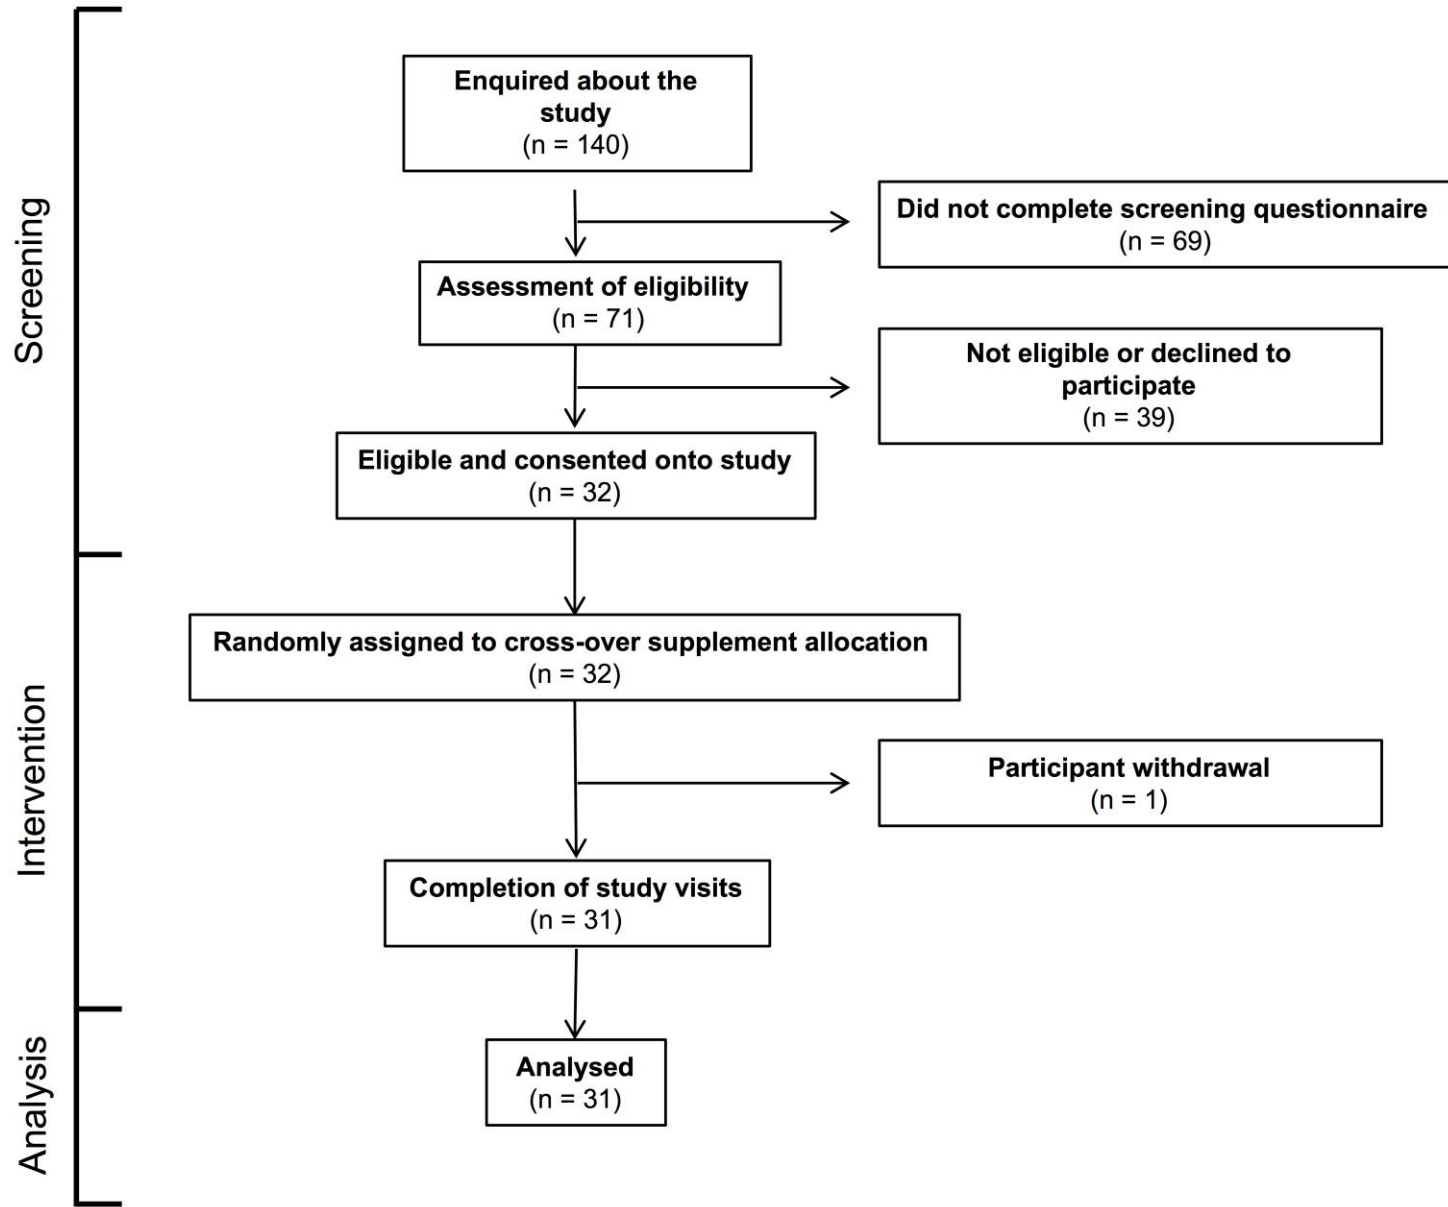 Screening
Enquired about the
study
(n = 140)
Did not complete screening questionnaire
(n = 69)
Assessment of eligibility
(n = 71)
Not eligible or declined to
participate
(n = 39)
Eligible and consented onto study
(n = 32)
Intervention
Randomly assigned to cross-over supplement allocation
(n = 32)
Participant withdrawal
(n = 1)
Completion of study visits
(n = 31)
Analysis
Analysed
(n = 31)